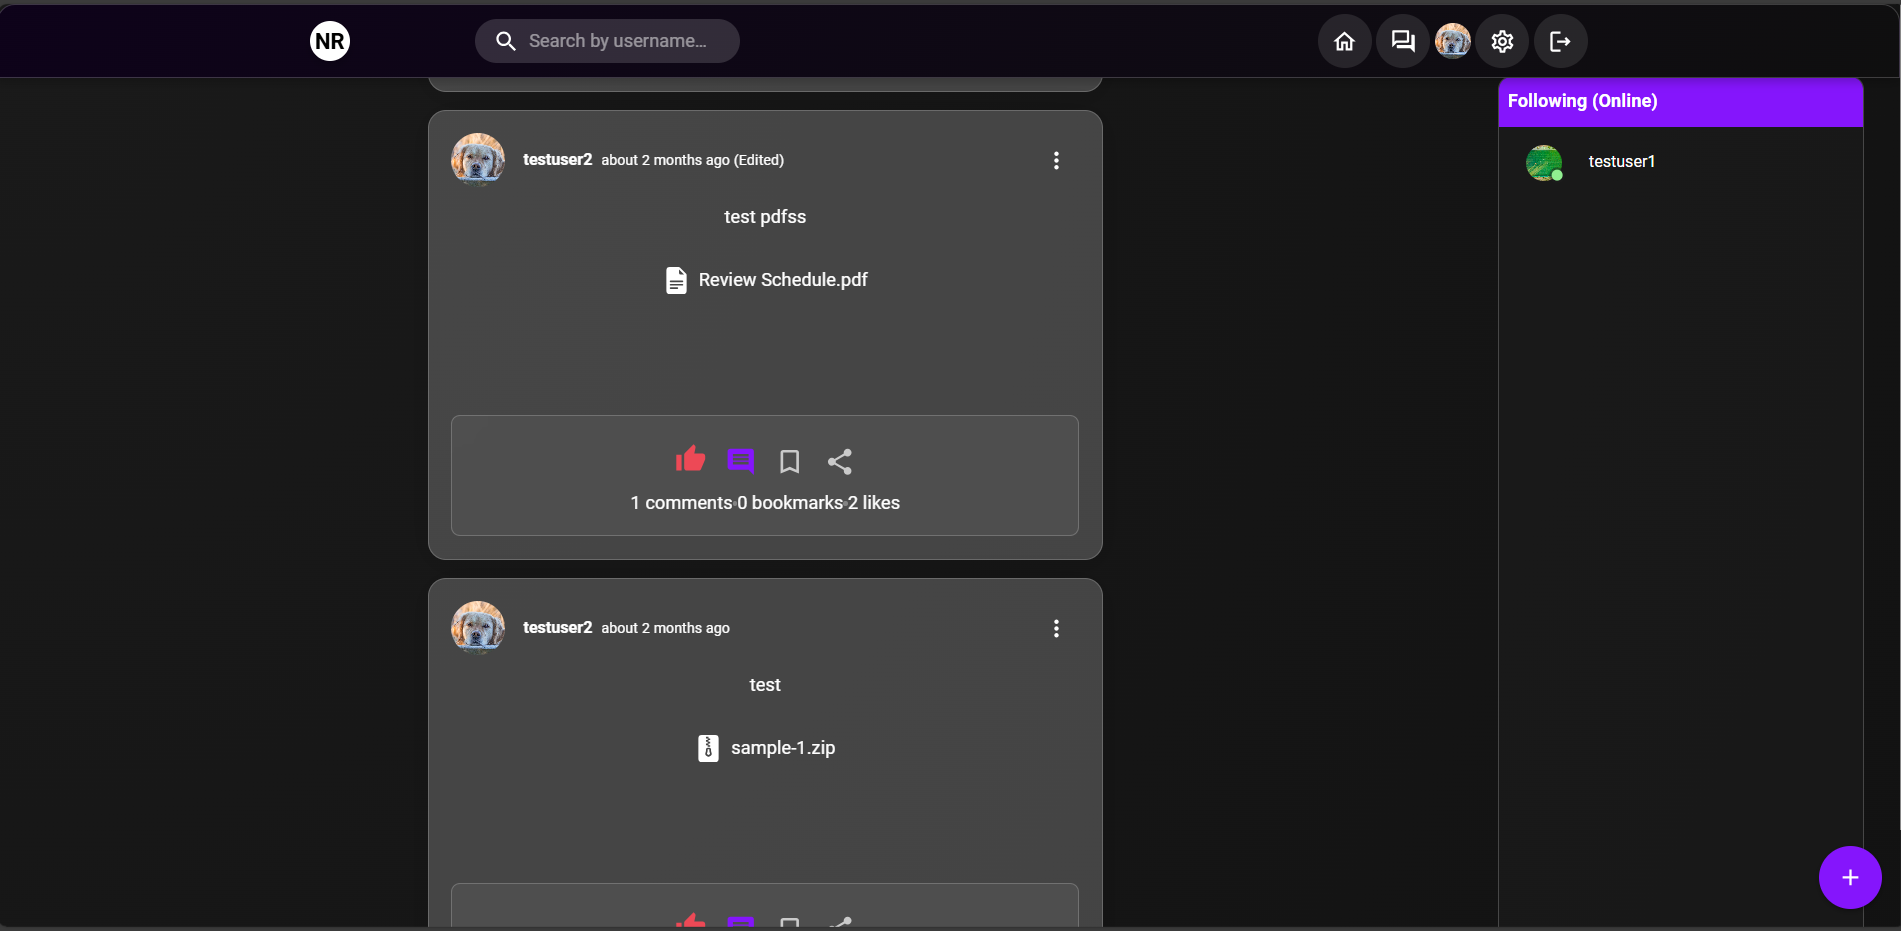 NR
Search by username...
Following (Online)
testuser1
testuser2 about 2 months ago (Edited)
test pdfss
Review Schedule.pdf
1 comments·0 bookmarks·2 likes
testuser2 about 2 months ago
test
sample-1.zip